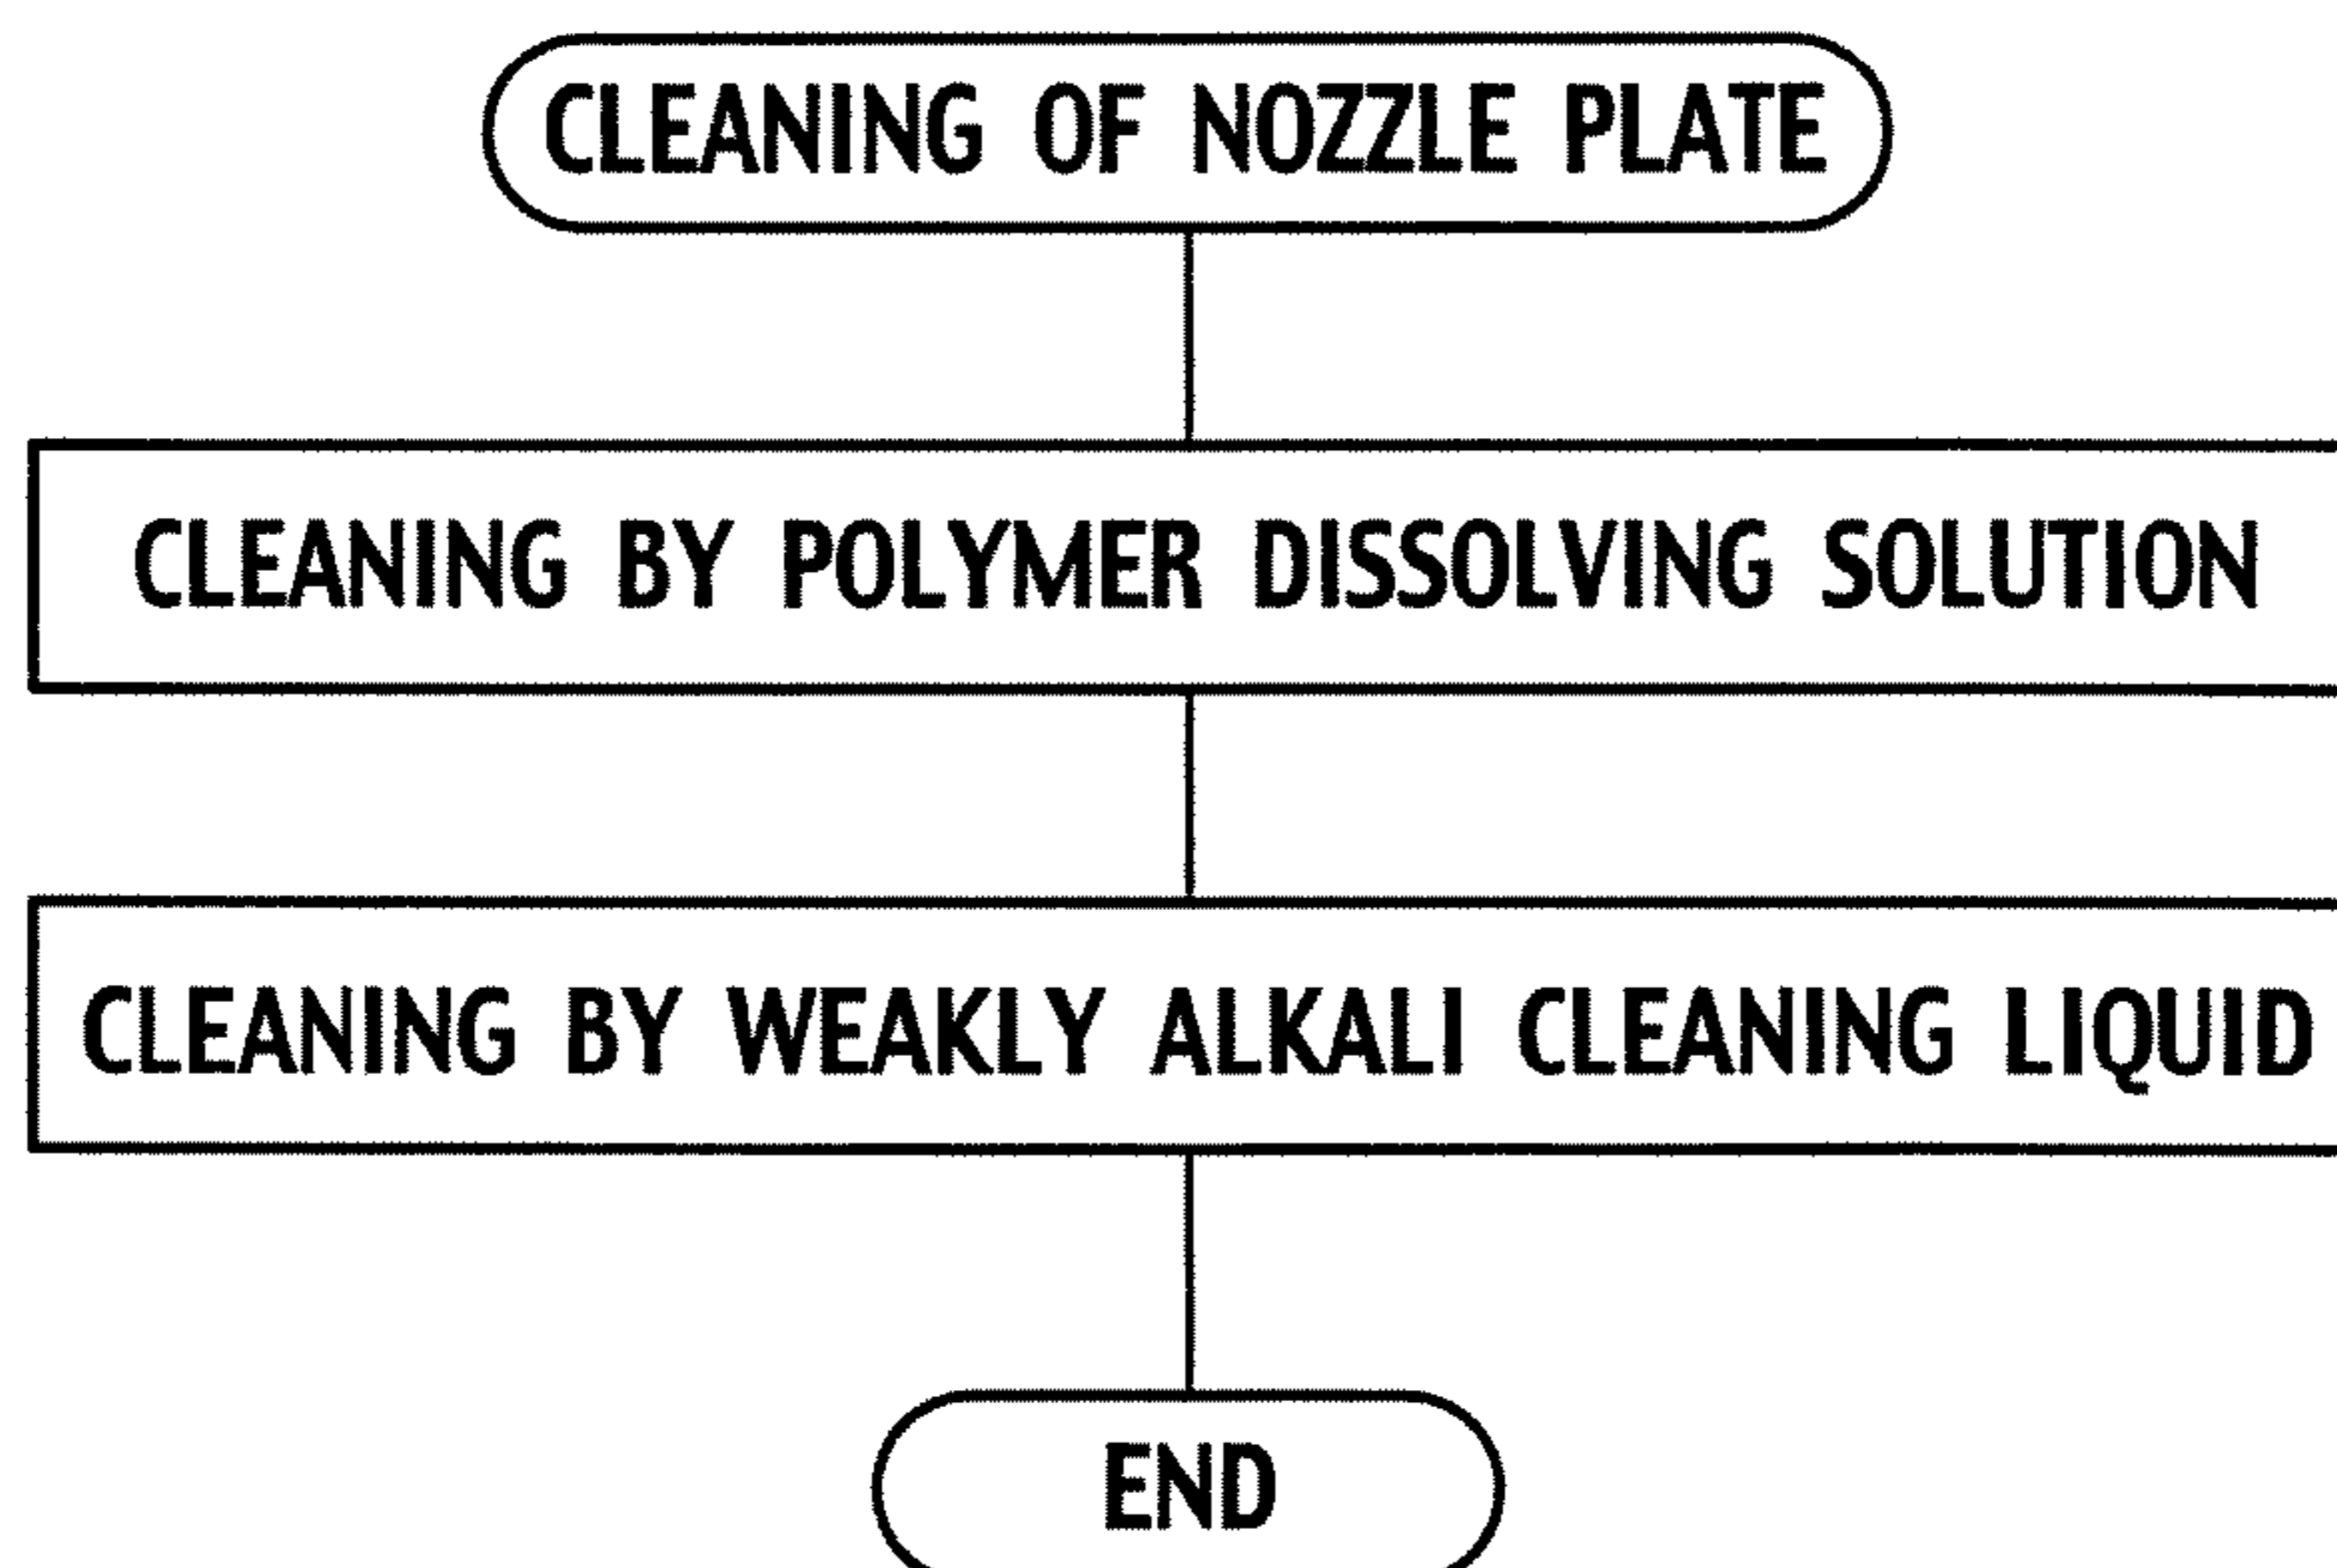 CLEANING OF NOZZLE PLATE
CLEANING BY POLYMER DISSOLVING SOLUTION
CLEANING BY WEAKLY ALKALI CLEANING LIQUID
END